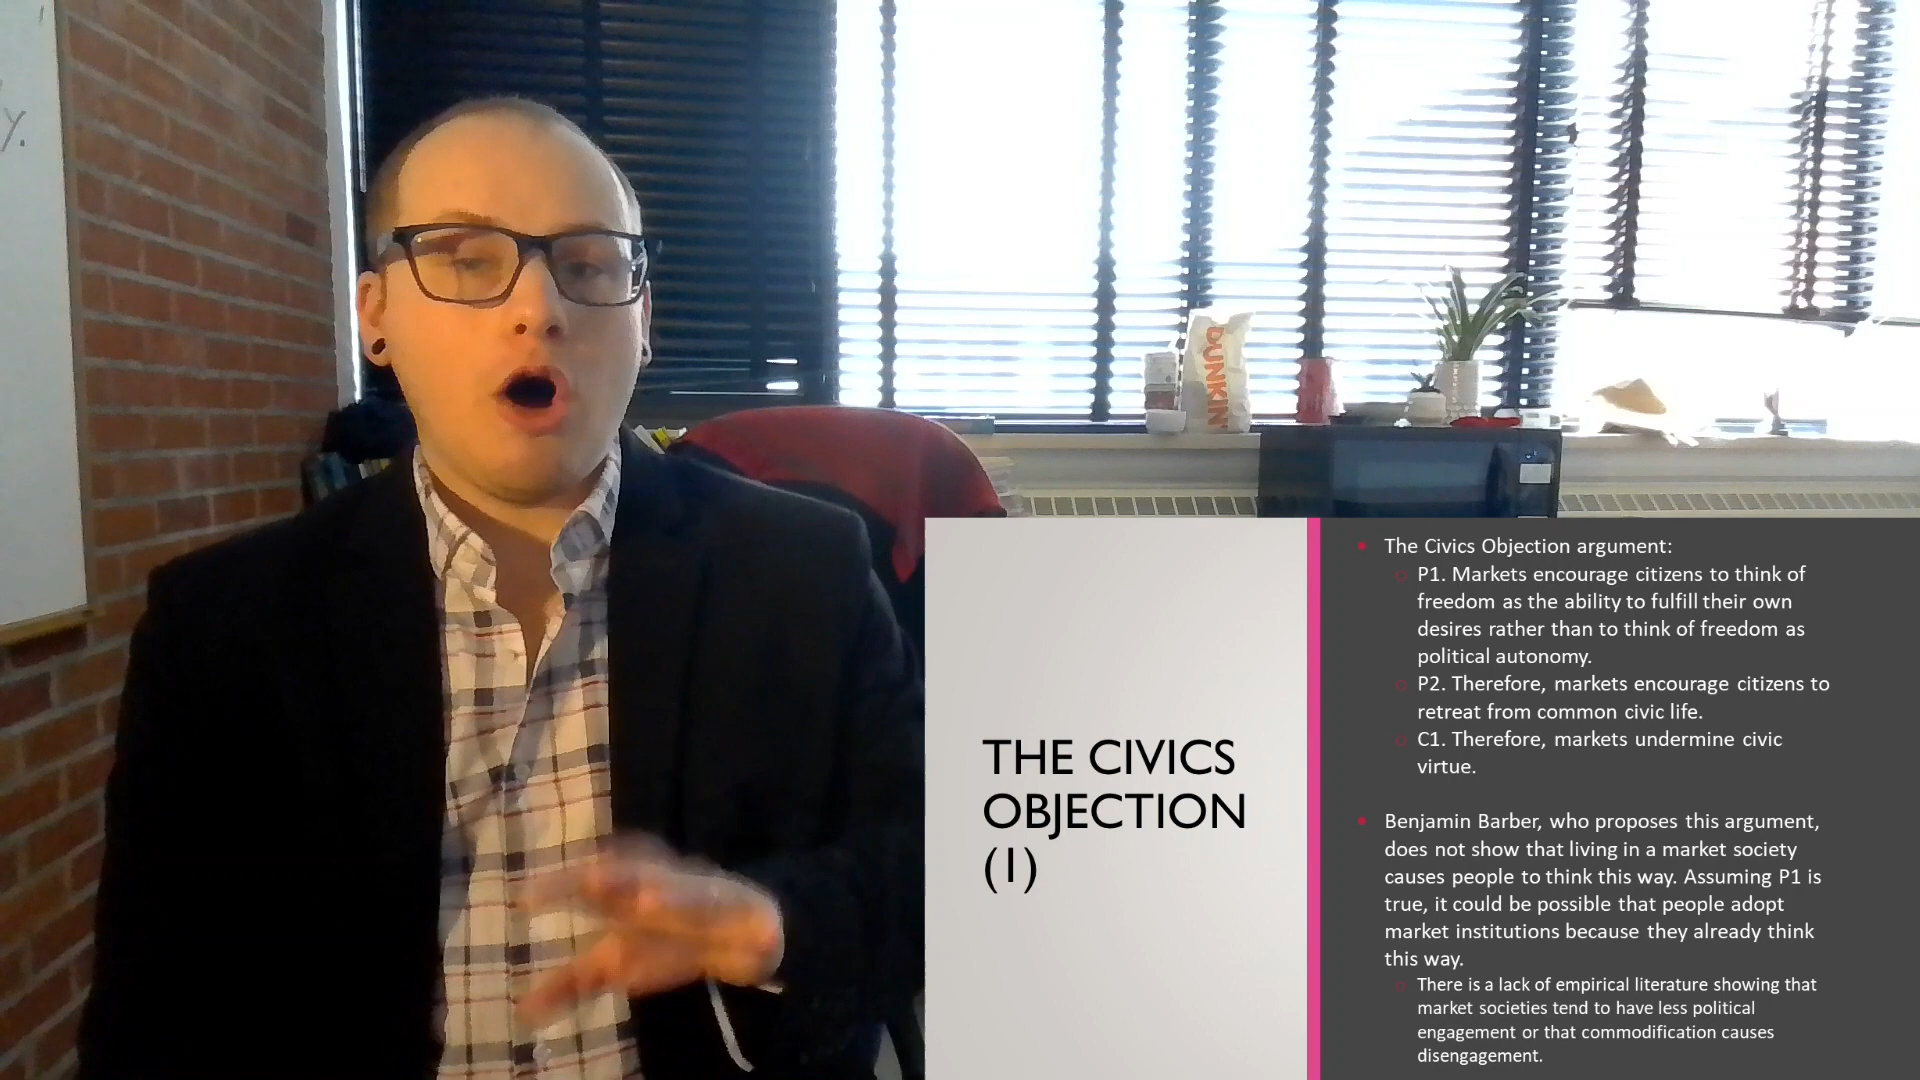 y.
DUNKIN'
THE CIVICS
OBJECTION
(1)
The Civics Objection argument:
P1. Markets encourage citizens to think of
freedom as the ability to fulfill their own
desires rather than to think of freedom as
political autonomy.
P2. Therefore, markets encourage citizens to
retreat from common civic life.
C1. Therefore, markets undermine civic
virtue.
Benjamin Barber, who proposes this argument,
does not show that living in a market society
causes people to think this way. Assuming P1 is
true, it could be possible that people adopt
market institutions because they already think
this way.
There is a lack of empirical literature showing that
market societies tend to have less political
engagement or that commodification causes
disengagement.